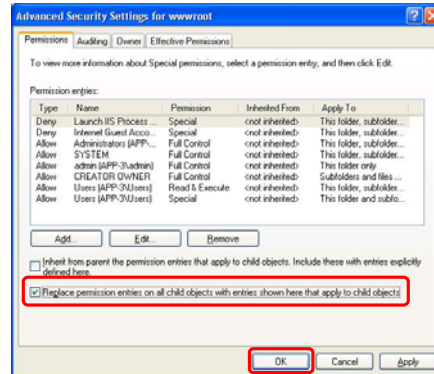 Advanced Security Settings for wwwroot
Permissions Auditing Owner Effective Permissions
To view more information about Special permissions, select a permission entry, and then click Edit.
Permission entries:
Type Name Permission Inherited From Apply To
Deny Launch IIS Process ... Special <not inherited> This folder, subfolder...
Deny Internet Guest Acco... Special <not inherited> This folder, subfolder...
Allow Administrators (APP-... Full Control <not inherited> This folder, subfolder...
Allow SYSTEM Full Control <not inherited> This folder, subfolder...
Allow admin (APP-3\admin) Full Control <not inherited> This folder only
Allow CREATOR OWNER Full Control <not inherited> Subfolders and files ...
Allow Users (APP-3\Users) Read & Execute <not inherited> This folder, subfolder...
Allow Users (APP-3\Users) Special <not inherited> This folder and subfo...
Add... Edit... Remove
Inherit from parent the permission entries that apply to child objects. Include these with entries explicitly
defined here.
Replace permission entries on all child objects with entries shown here that apply to child objects
OK Cancel Apply